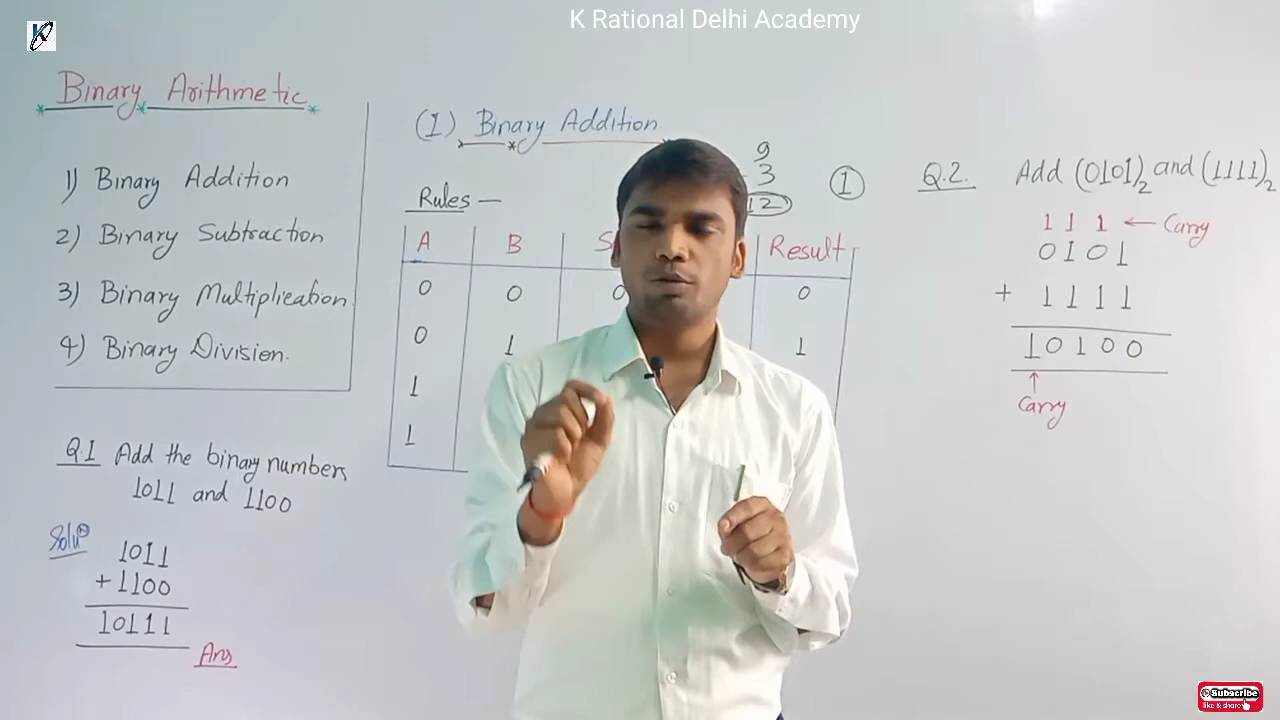 K Rational Delhi Academy
Binary Arithmetic
1) Binary Addition
2) Binary Subtraction
3) Binary Multiplication
4) Binary Division.
Q.1 Add the binary numbers
1011 and 1100
Solun
1011
+ 1100
10111
Ans
(I) Binary Addition
9
3
12
1
Rules —
A B S Result
0 0 0 0
0 1 1
1
1
Q.2. Add (0101)2 and (1111)2
1 1 1 ← Carry
0 1 0 1
+ 1 1 1 1
1 0 1 0 0
↑
Carry
Subscribe
like & share